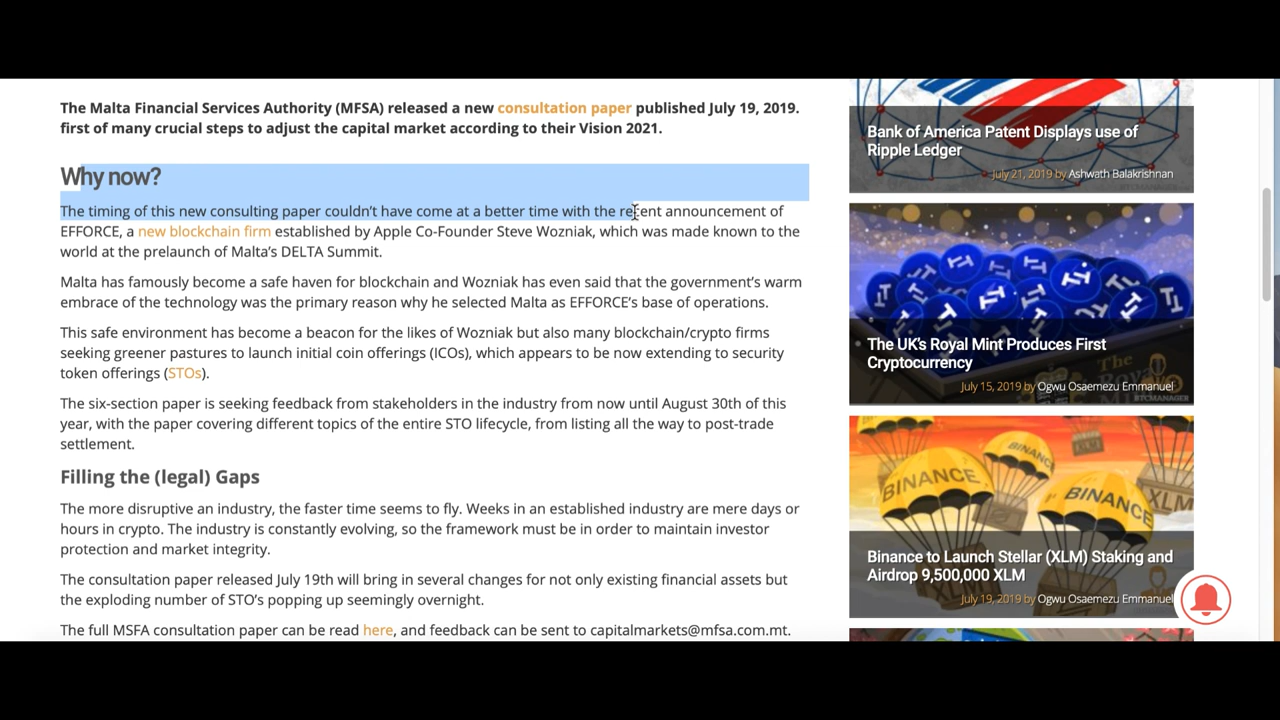 The Malta Financial Services Authority (MFSA) released a new consultation paper published July 19, 2019.
first of many crucial steps to adjust the capital market according to their Vision 2021.
Why now?
The timing of this new consulting paper couldn't have come at a better time with the recent announcement of
EFFORCE, a new blockchain firm established by Apple Co-Founder Steve Wozniak, which was made known to the
world at the prelaunch of Malta's DELTA Summit.
Malta has famously become a safe haven for blockchain and Wozniak has even said that the government's warm
embrace of the technology was the primary reason why he selected Malta as EFFORCE's base of operations.
This safe environment has become a beacon for the likes of Wozniak but also many blockchain/crypto firms
seeking greener pastures to launch initial coin offerings (ICOs), which appears to be now extending to security
token offerings (STOs).
The six-section paper is seeking feedback from stakeholders in the industry from now until August 30th of this
year, with the paper covering different topics of the entire STO lifecycle, from listing all the way to post-trade
settlement.
Filling the (legal) Gaps
The more disruptive an industry, the faster time seems to fly. Weeks in an established industry are mere days or
hours in crypto. The industry is constantly evolving, so the framework must be in order to maintain investor
protection and market integrity.
The consultation paper released July 19th will bring in several changes for not only existing financial assets but
the exploding number of STO's popping up seemingly overnight.
The full MSFA consultation paper can be read here, and feedback can be sent to capitalmarkets@mfsa.com.mt.
Bank of America Patent Displays use of
Ripple Ledger
July 21, 2019 by Ashwath Balakrishnan
The UK's Royal Mint Produces First
Cryptocurrency
The
Royal Mint
BTCMANAGER
July 15, 2019 by Ogwu Osaemezu Emmanuel
BINANCE
BINANCE
XLM
Binance to Launch Stellar (XLM) Staking and
Airdrop 9,500,000 XLM
July 19, 2019 by Ogwu Osaemezu Emmanuel